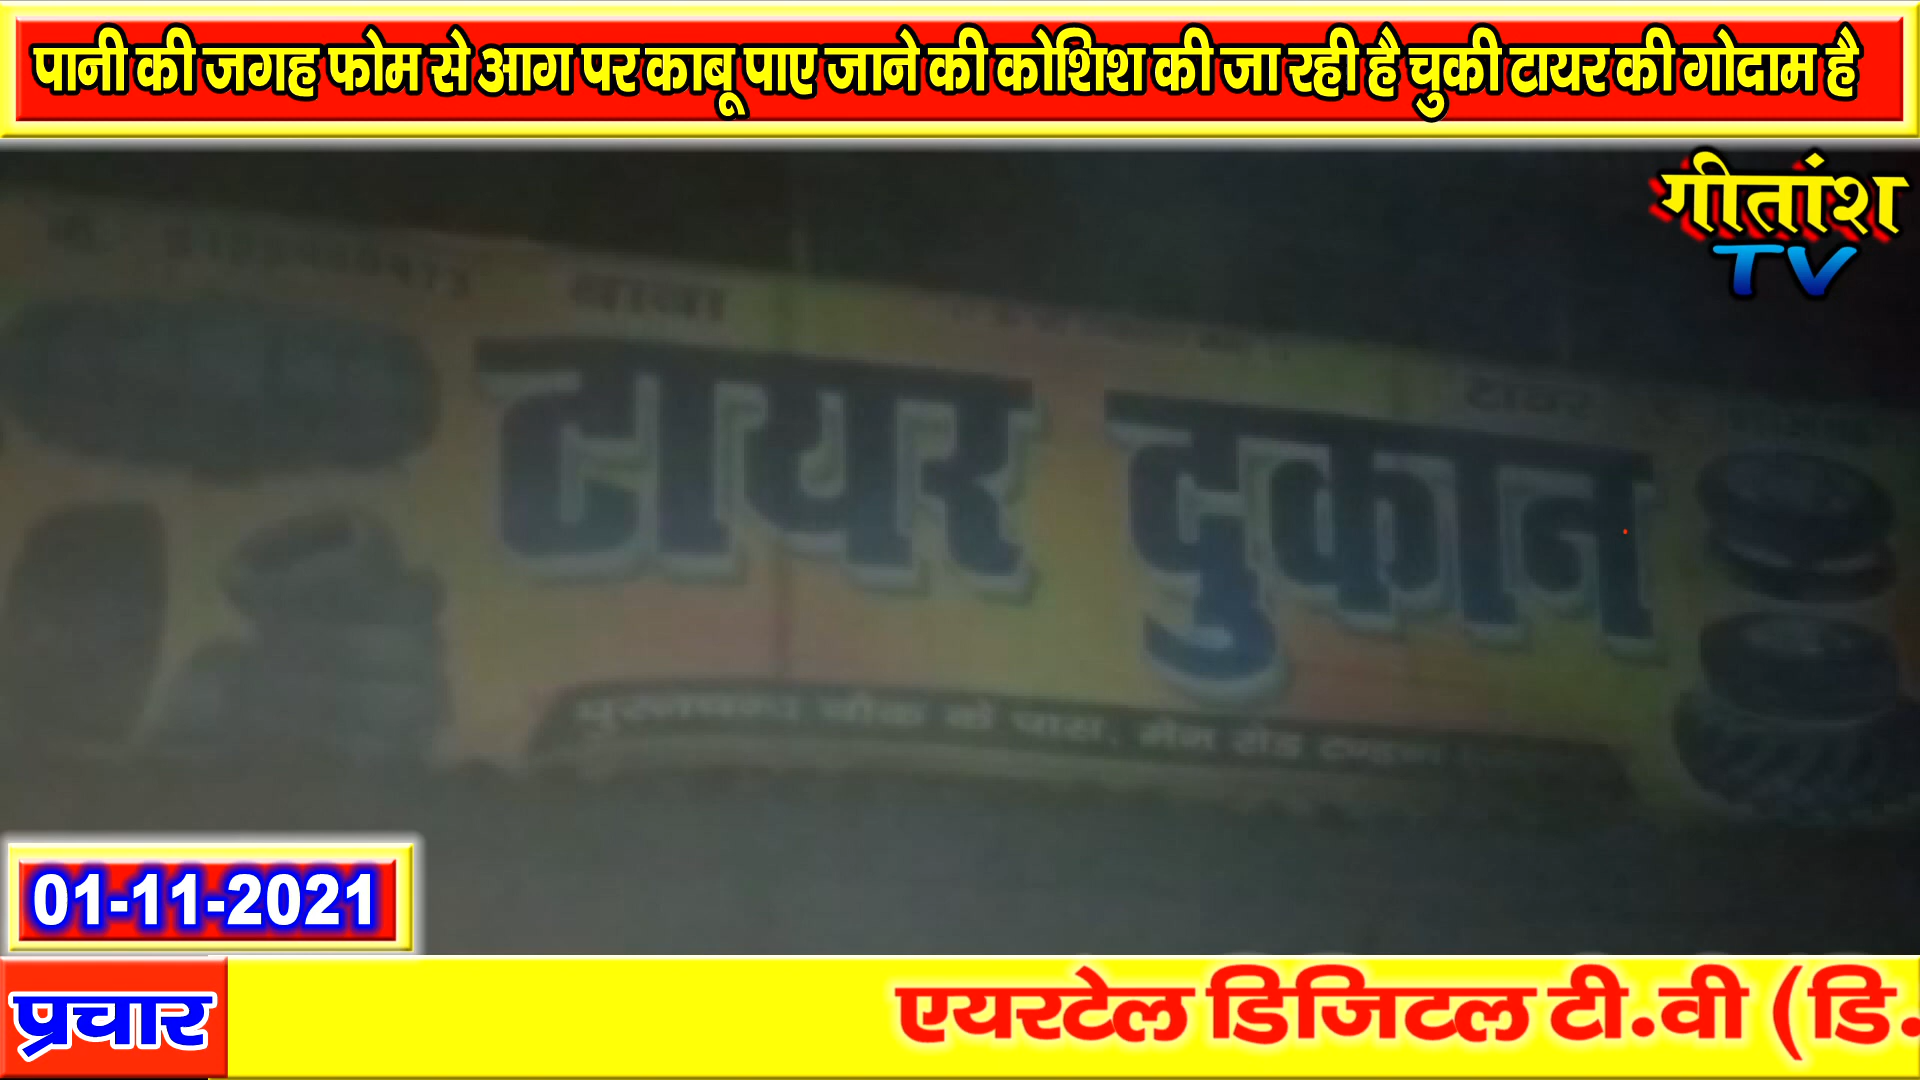 पानी की जगह फोम से आग पर काबू पाए जाने की कोशिश की जा रही है चुकी टायर की गोदाम है
गीतांश
TV
टायर दुकान
चौक के पास, मेन रोड
01-11-2021
प्रचार
एयरटेल डिजिटल टी.वी (डि.